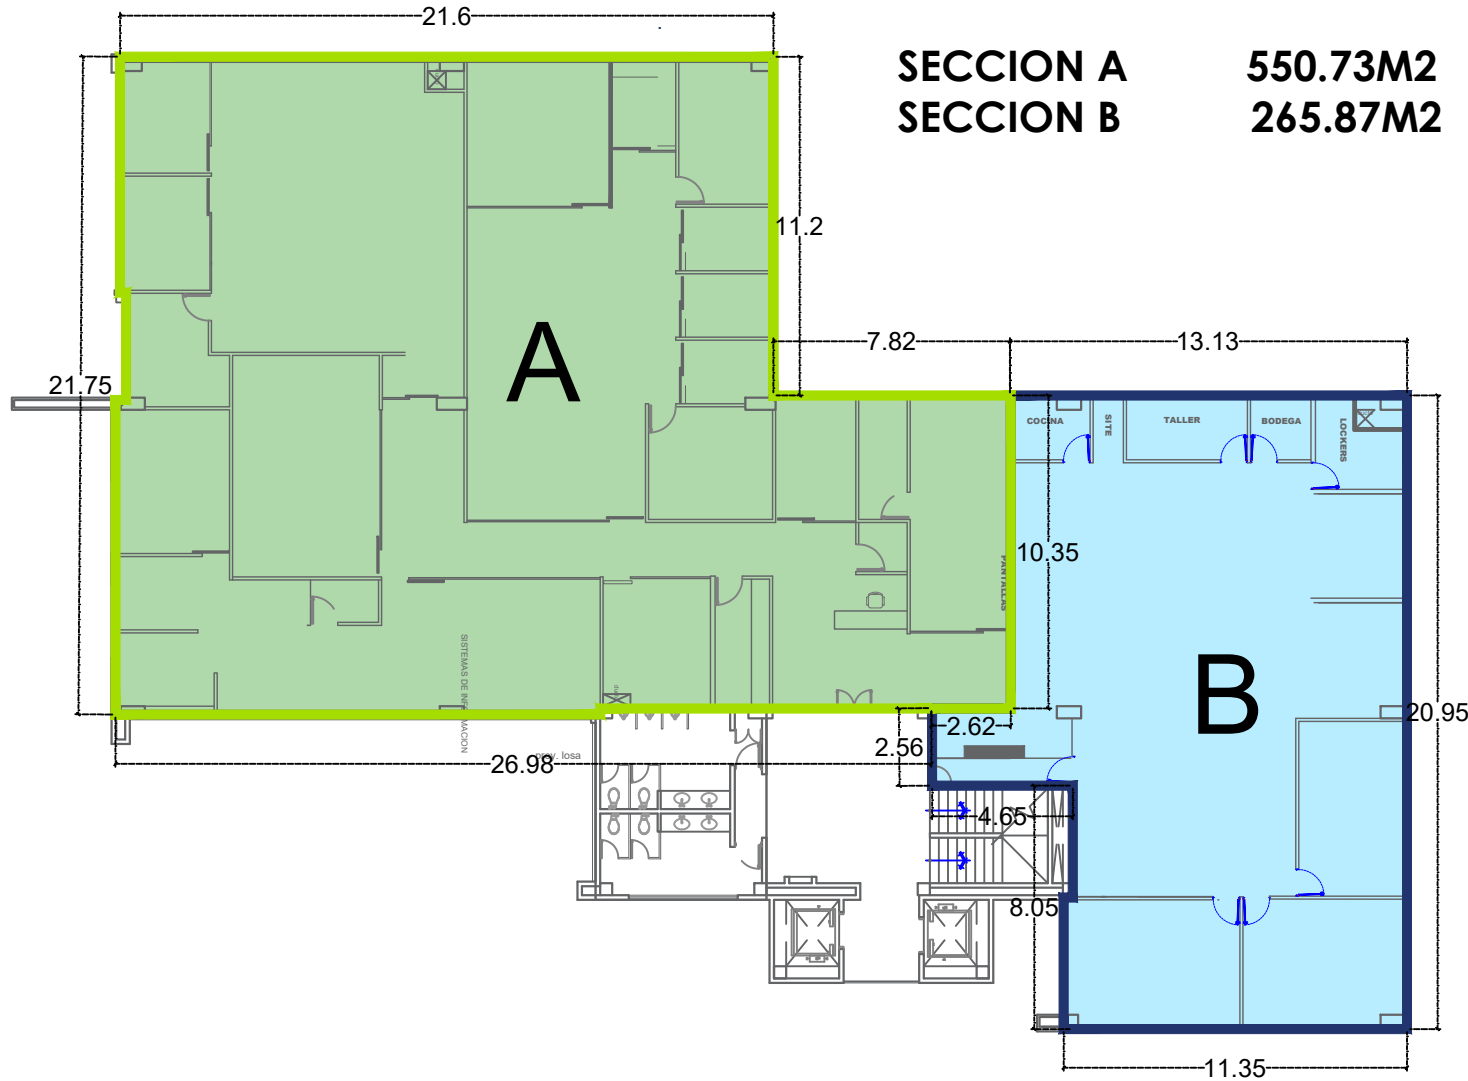 21.6
SECCION A 550.73M2
SECCION B 265.87M2
11.2
7.82
13.13
21.75
A
COCINA
SITE
TALLER
BODEGA
LOCKERS
10.35
PANTALLAS
SISTEMAS DE INFORMACION
B
20.95
2.62
2.56
proy. losa
26.98
4.65
8.05
11.35